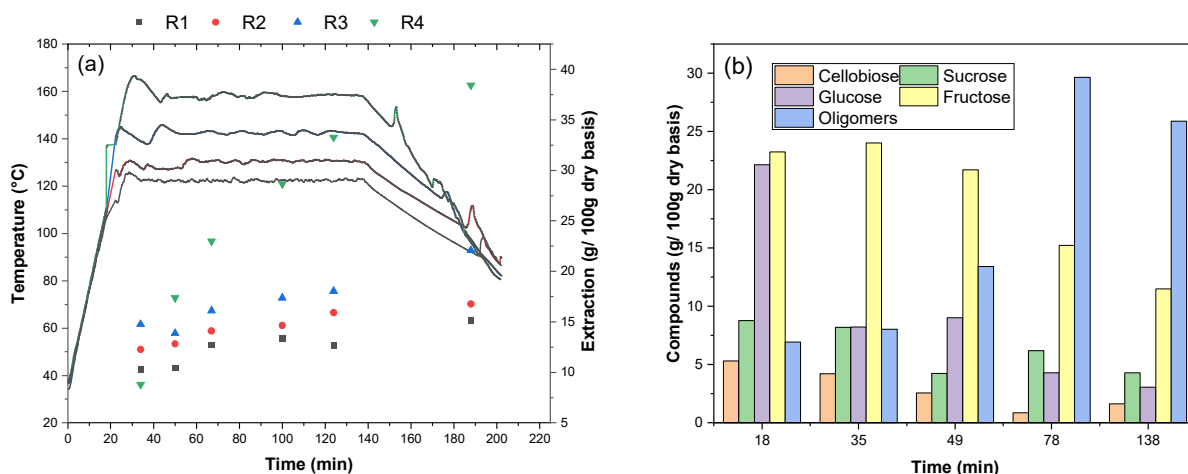 R1 R2 R3 R4
(a)
Temperature (°C)
180
160
140
120
100
80
60
40
20
0 20 40 60 80 100 120 140 160 180 200 220
Time (min)
40
35
30
25
20
15
10
5
Extraction (g/ 100g dry basis)
(b)
Cellobiose Sucrose
Glucose Fructose
Oligomers
Compounds (g/ 100g dry basis)
30
25
20
15
10
5
0
18 35 49 78 138
Time (min)